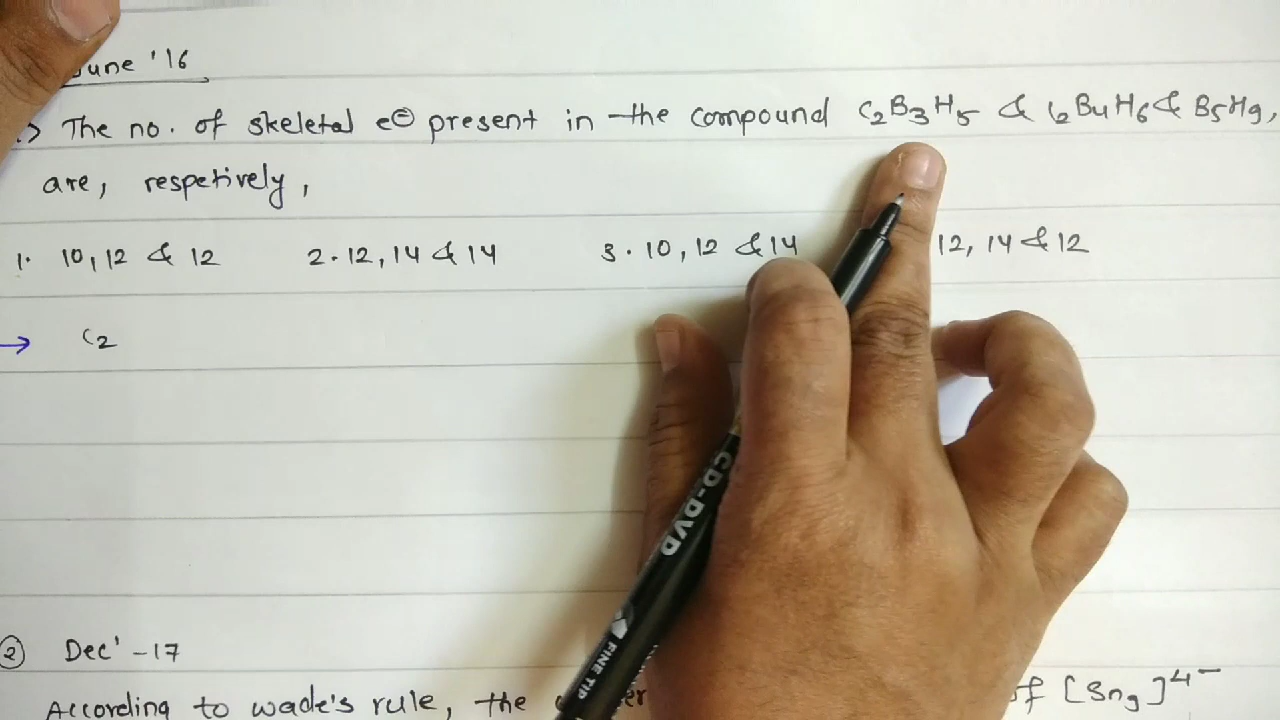 June '16
The no. of skeletal e⊖ present in the compound C₂B₃H₅ & C₂B₄H₆ & B₅H₉,
are, respetively,
1. 10, 12 & 12 2. 12, 14 & 14 3. 10, 12 & 14 12, 14 & 12
→ C₂
② Dec' - 17
According to wade's rule, the of [Sn₉]⁴⁻
CD-DVD
FINE TIP